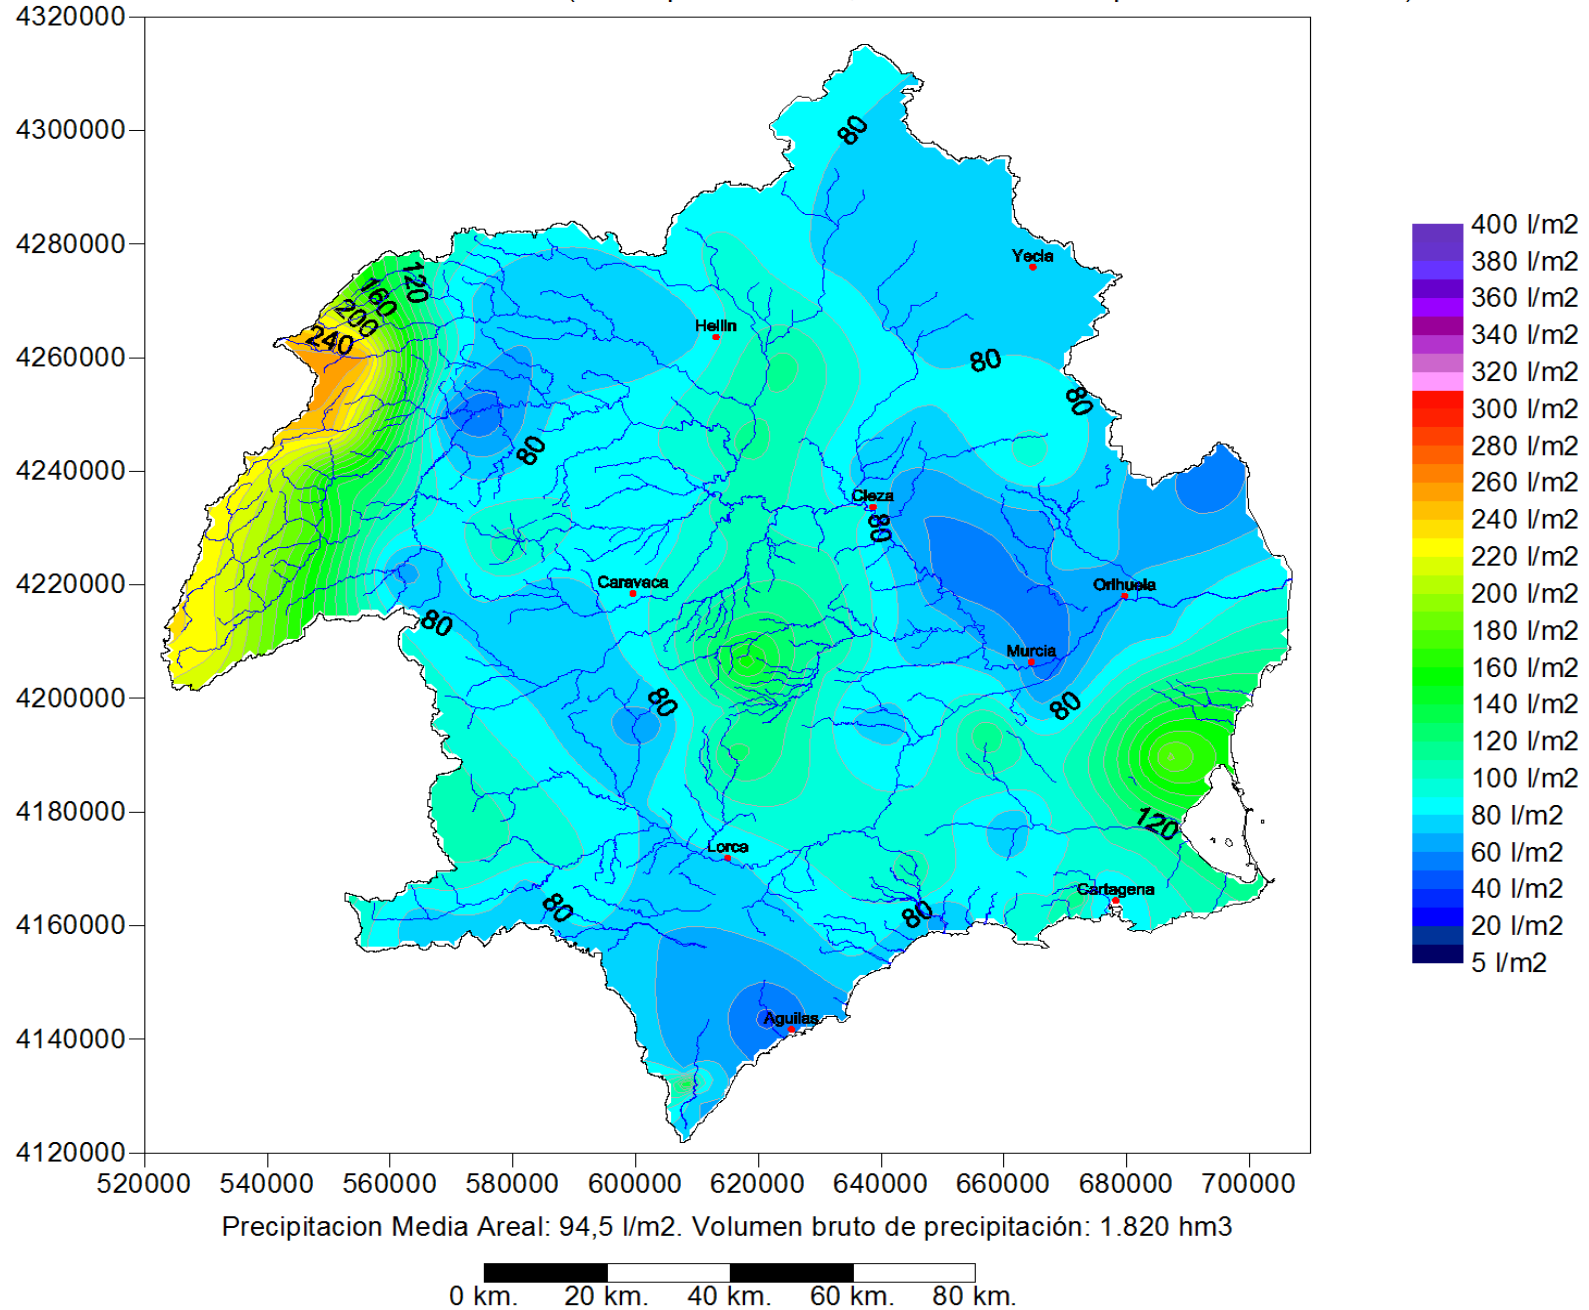 4320000
4300000
80
400 l/m2
4280000
Yecla
380 l/m2
120
360 l/m2
160
200
Hellin
340 l/m2
240
4260000
80
320 l/m2
80
300 l/m2
80
280 l/m2
4240000
260 l/m2
Cieza
80
240 l/m2
220 l/m2
4220000
Caravaca
Orihuela
200 l/m2
80
180 l/m2
Murcia
160 l/m2
4200000
80
80
140 l/m2
120 l/m2
100 l/m2
4180000
120
80 l/m2
Lorca
60 l/m2
Cartagena
40 l/m2
4160000
80
80
20 l/m2
5 l/m2
Aguilas
4140000
4120000
520000 540000 560000 580000 600000 620000 640000 660000 680000 700000
Precipitacion Media Areal: 94,5 l/m2. Volumen bruto de precipitación: 1.820 hm3
0 km. 20 km. 40 km. 60 km. 80 km.